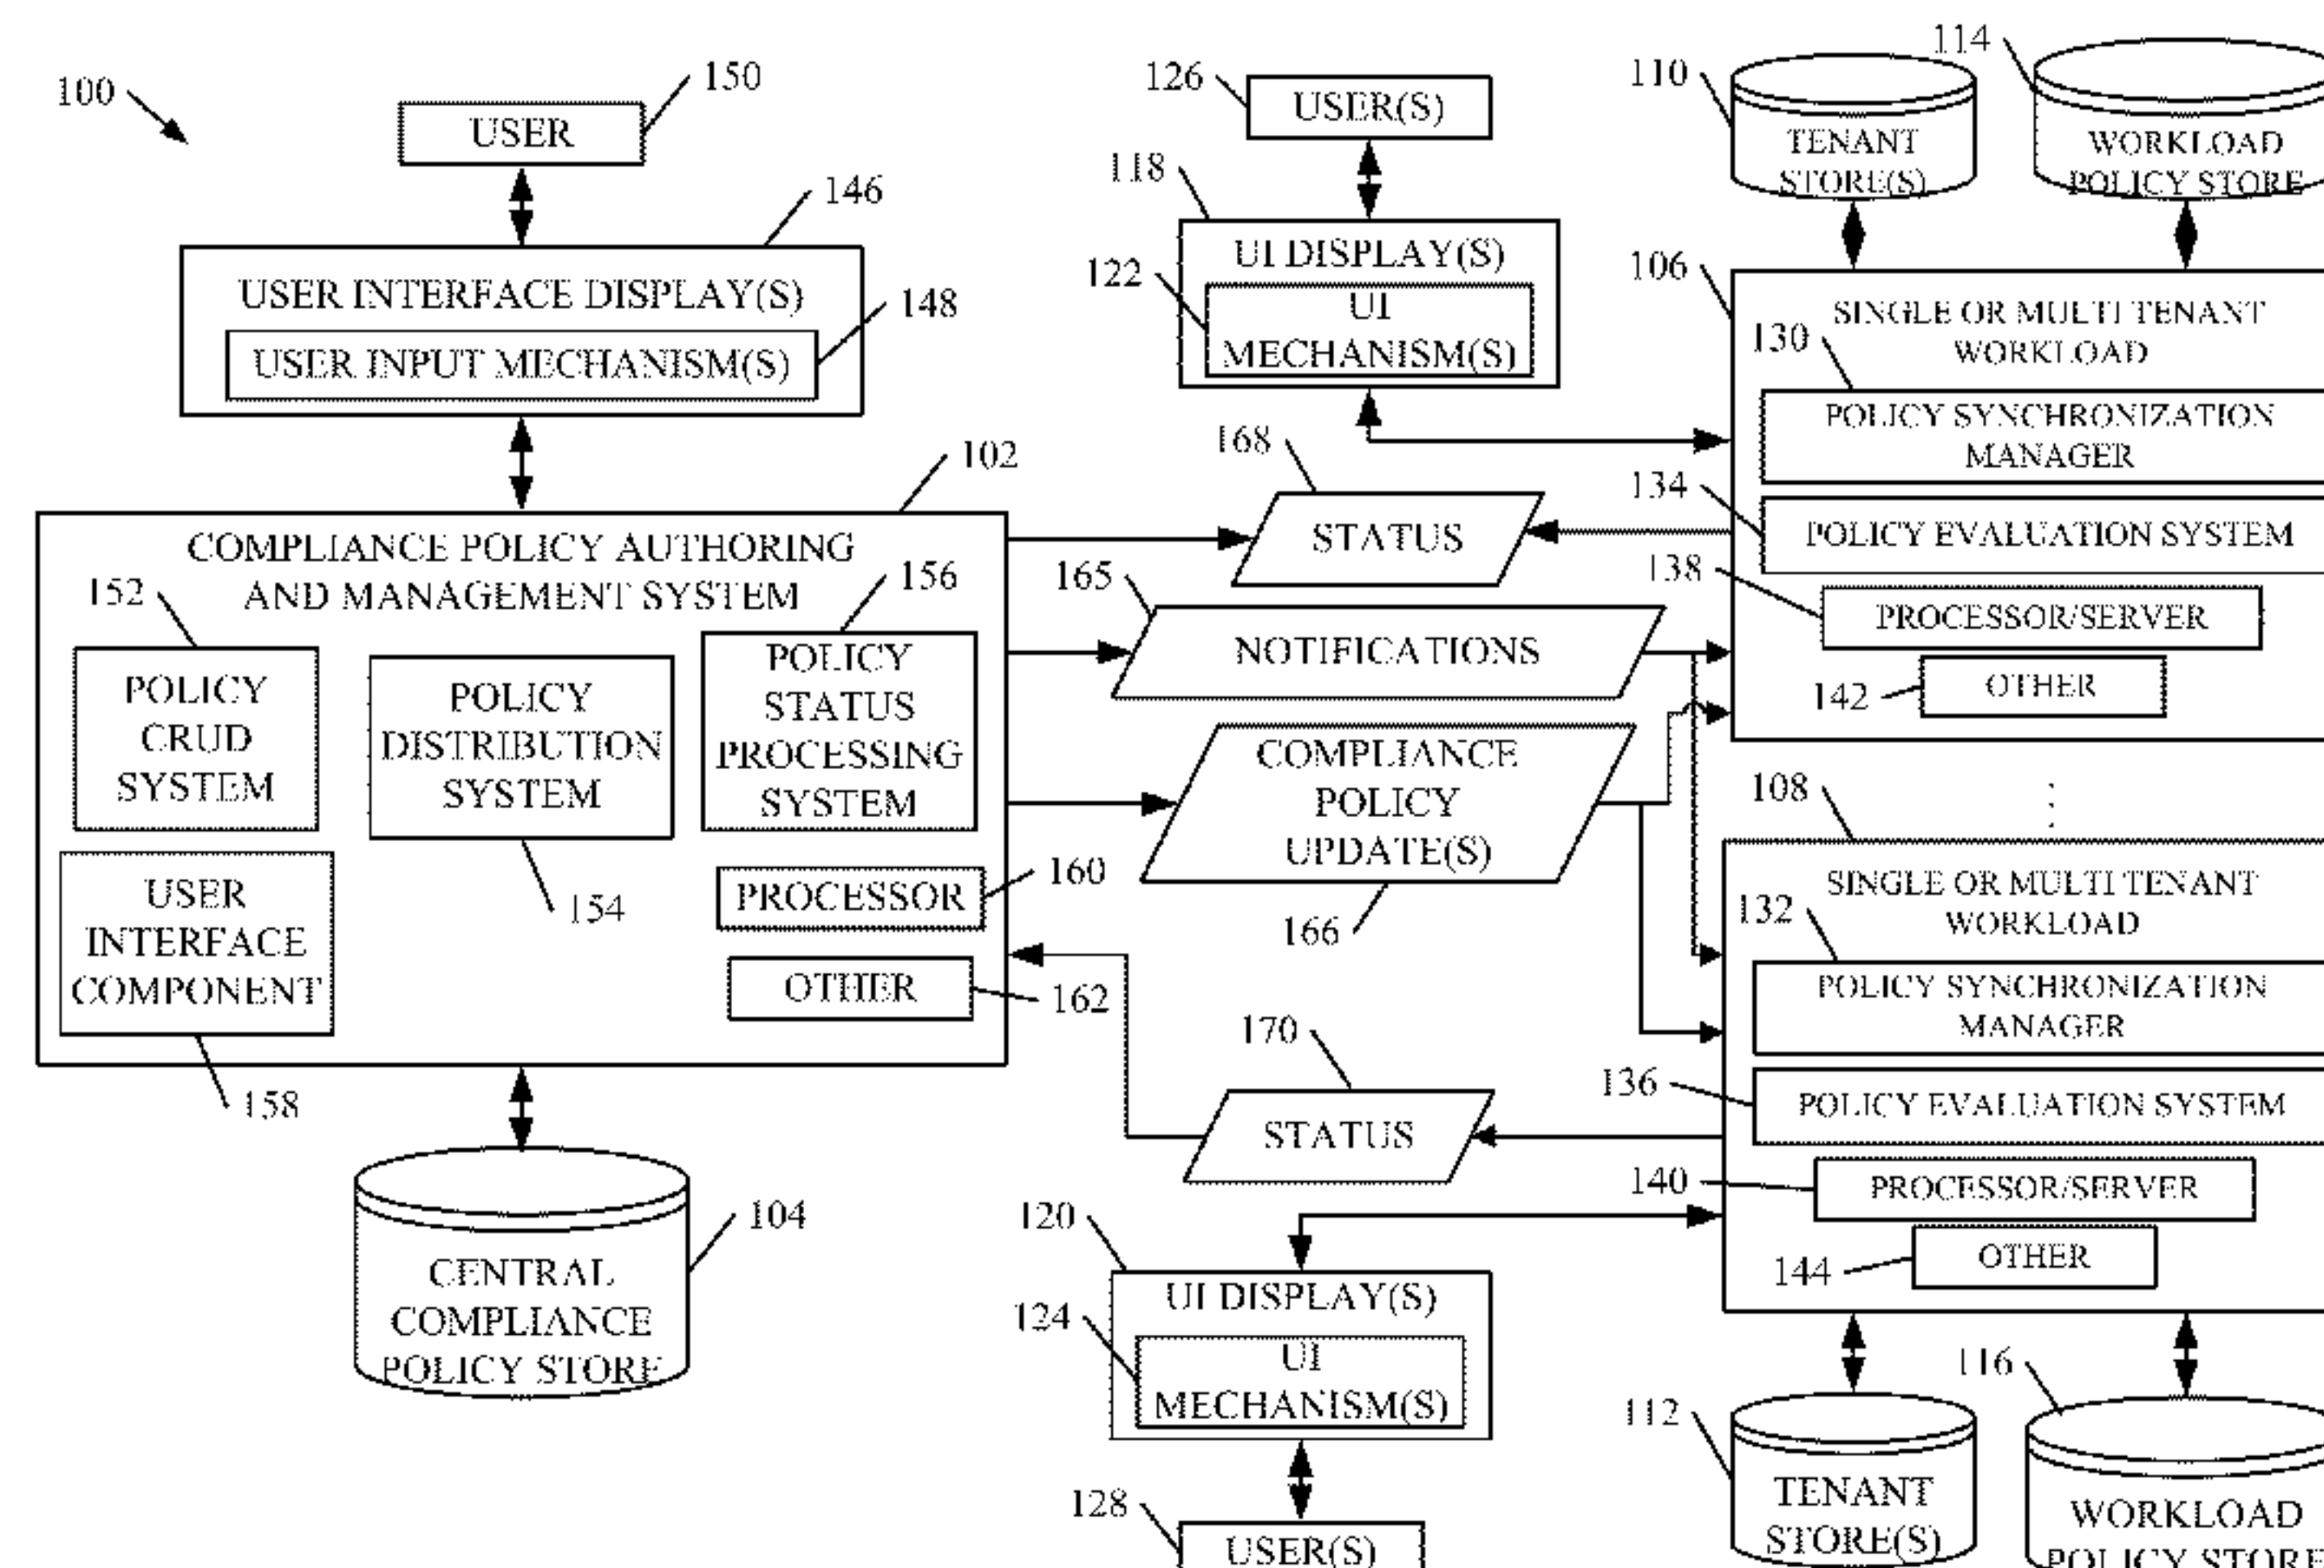 100
150
USER
146
USER INTERFACE DISPLAY(S)
148
USER INPUT MECHANISM(S)
102
COMPLIANCE POLICY AUTHORING
AND MANAGEMENT SYSTEM
152
POLICY
CRUD
SYSTEM
POLICY
DISTRIBUTION
SYSTEM
154
156
POLICY
STATUS
PROCESSING
SYSTEM
USER
INTERFACE
COMPONENT
158
PROCESSOR
160
OTHER
162
CENTRAL
COMPLIANCE
POLICY STORE
104
126
USER(S)
118
UI DISPLAY(S)
122
UI
MECHANISM(S)
168
STATUS
165
NOTIFICATIONS
COMPLIANCE
POLICY
UPDATE(S)
166
170
STATUS
120
UI DISPLAY(S)
124
UI
MECHANISM(S)
128
USER(S)
110
TENANT
STORE(S)
114
WORKLOAD
POLICY STORE
106
SINGLE OR MULTI TENANT
WORKLOAD
130
POLICY SYNCHRONIZATION
MANAGER
134
POLICY EVALUATION SYSTEM
138
PROCESSOR/SERVER
142
OTHER
108
SINGLE OR MULTI TENANT
WORKLOAD
132
POLICY SYNCHRONIZATION
MANAGER
136
POLICY EVALUATION SYSTEM
140
PROCESSOR/SERVER
144
OTHER
112
TENANT
STORE(S)
116
WORKLOAD
POLICY STORE